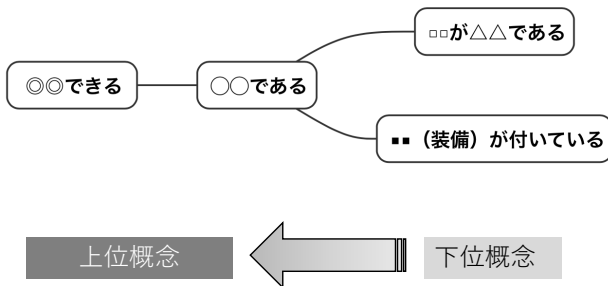 □□が△△である
◎◎できる
○○である
■■（装備）が付いている
上位概念
下位概念